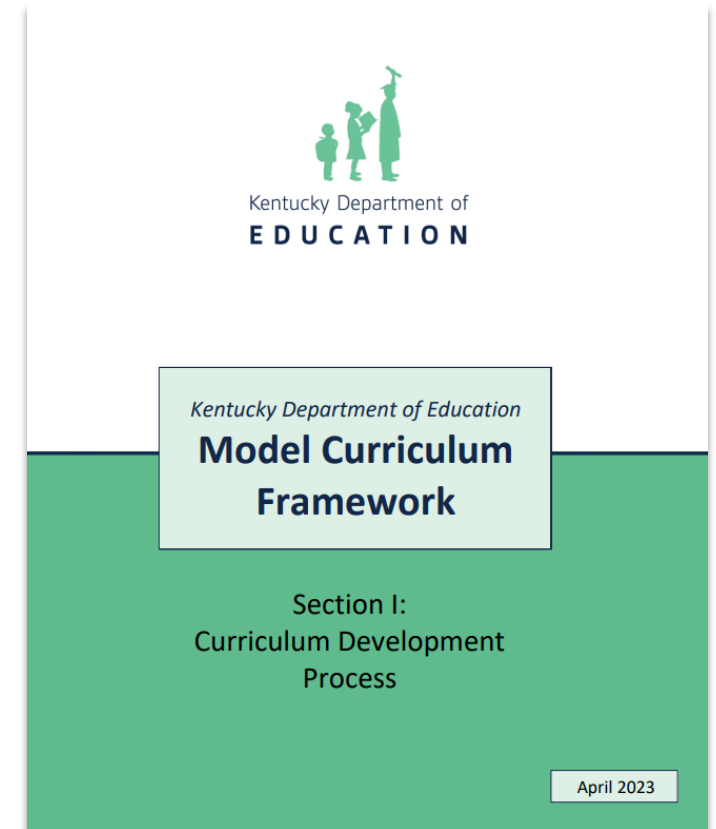 Kentucky Department of
EDUCATION
Kentucky Department of Education
Model Curriculum
Framework
Section I:
Curriculum Development
Process
April 2023